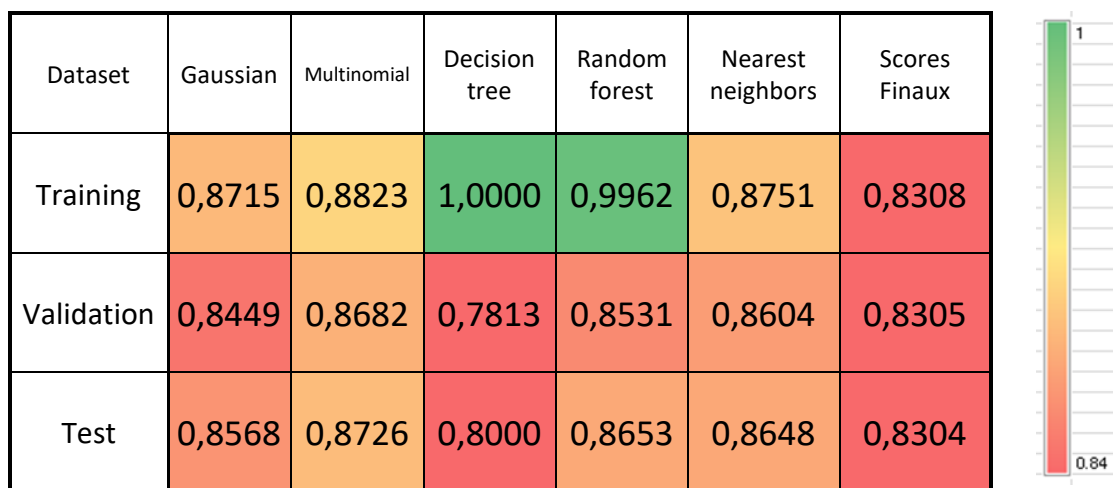 Dataset Gaussian Multinomial Decision tree Random forest Nearest neighbors Scores Finaux
Training 0,8715 0,8823 1,0000 0,9962 0,8751 0,8308
Validation 0,8449 0,8682 0,7813 0,8531 0,8604 0,8305
Test 0,8568 0,8726 0,8000 0,8653 0,8648 0,8304
1
0.84